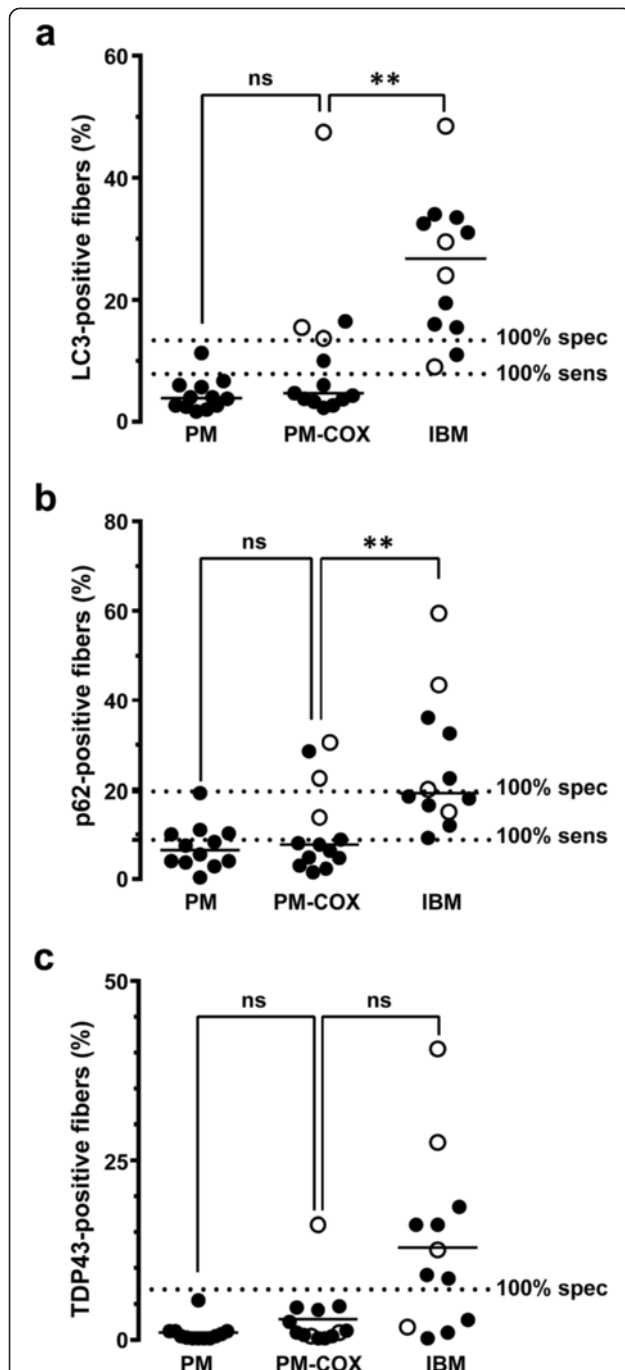 a
60
ns
**
40
LC3-positive fibers (%)
20
100% spec
100% sens
0
PM PM-COX IBM
b
80
ns
**
60
p62-positive fibers (%)
40
20
100% spec
100% sens
0
PM PM-COX IBM
c
50
ns
ns
TDP43-positive fibers (%)
25
100% spec
0
PM PM-COX IBM